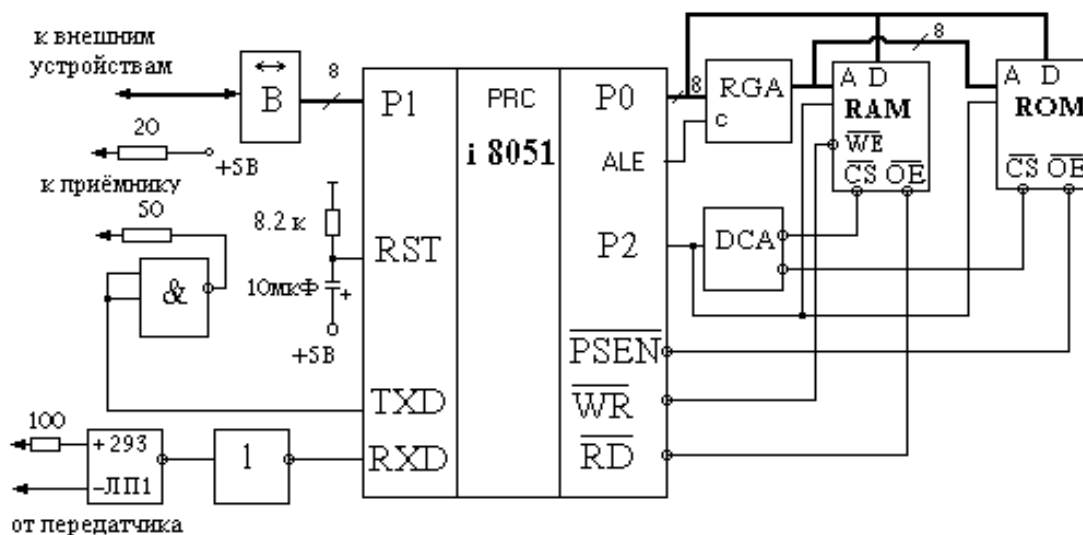 к внешним
устройствам
B
8
20
+5В
к приёмнику
50
&
8.2 к
10мкФ +
+5В
100
+293
-ЛП1
1
от передатчика
P1
RST
TXD
RXD
PRC
i 8051
P0
ALE
P2
PSEN
WR
RD
8
RGA
c
8
A D
RAM
WE
CS OE
A D
ROM
CS OE
DCA